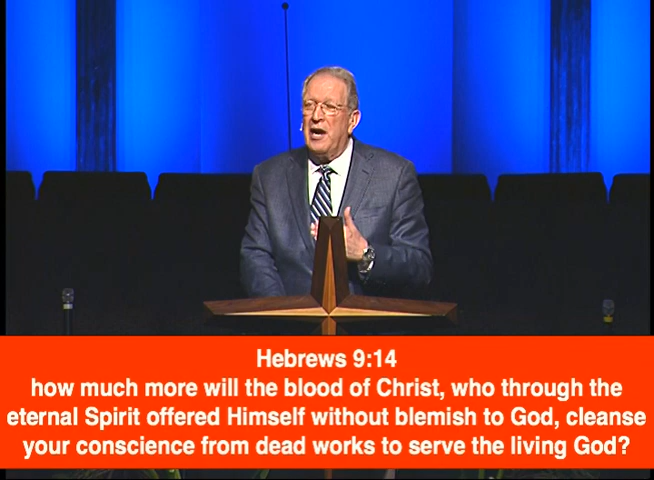 Hebrews 9:14
how much more will the blood of Christ, who through the
eternal Spirit offered Himself without blemish to God, cleanse
your conscience from dead works to serve the living God?